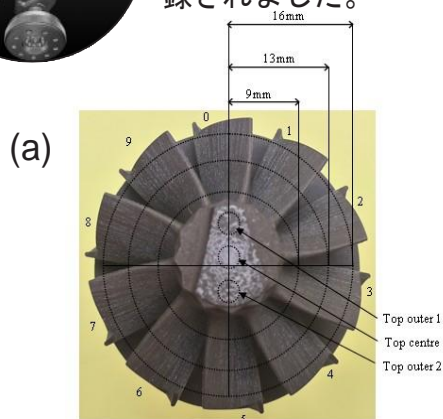 録されました。
16mm
13mm
9mm
(a)
0
1
2
3
4
5
6
7
8
9
Top outer 1
Top centre
Top outer 2